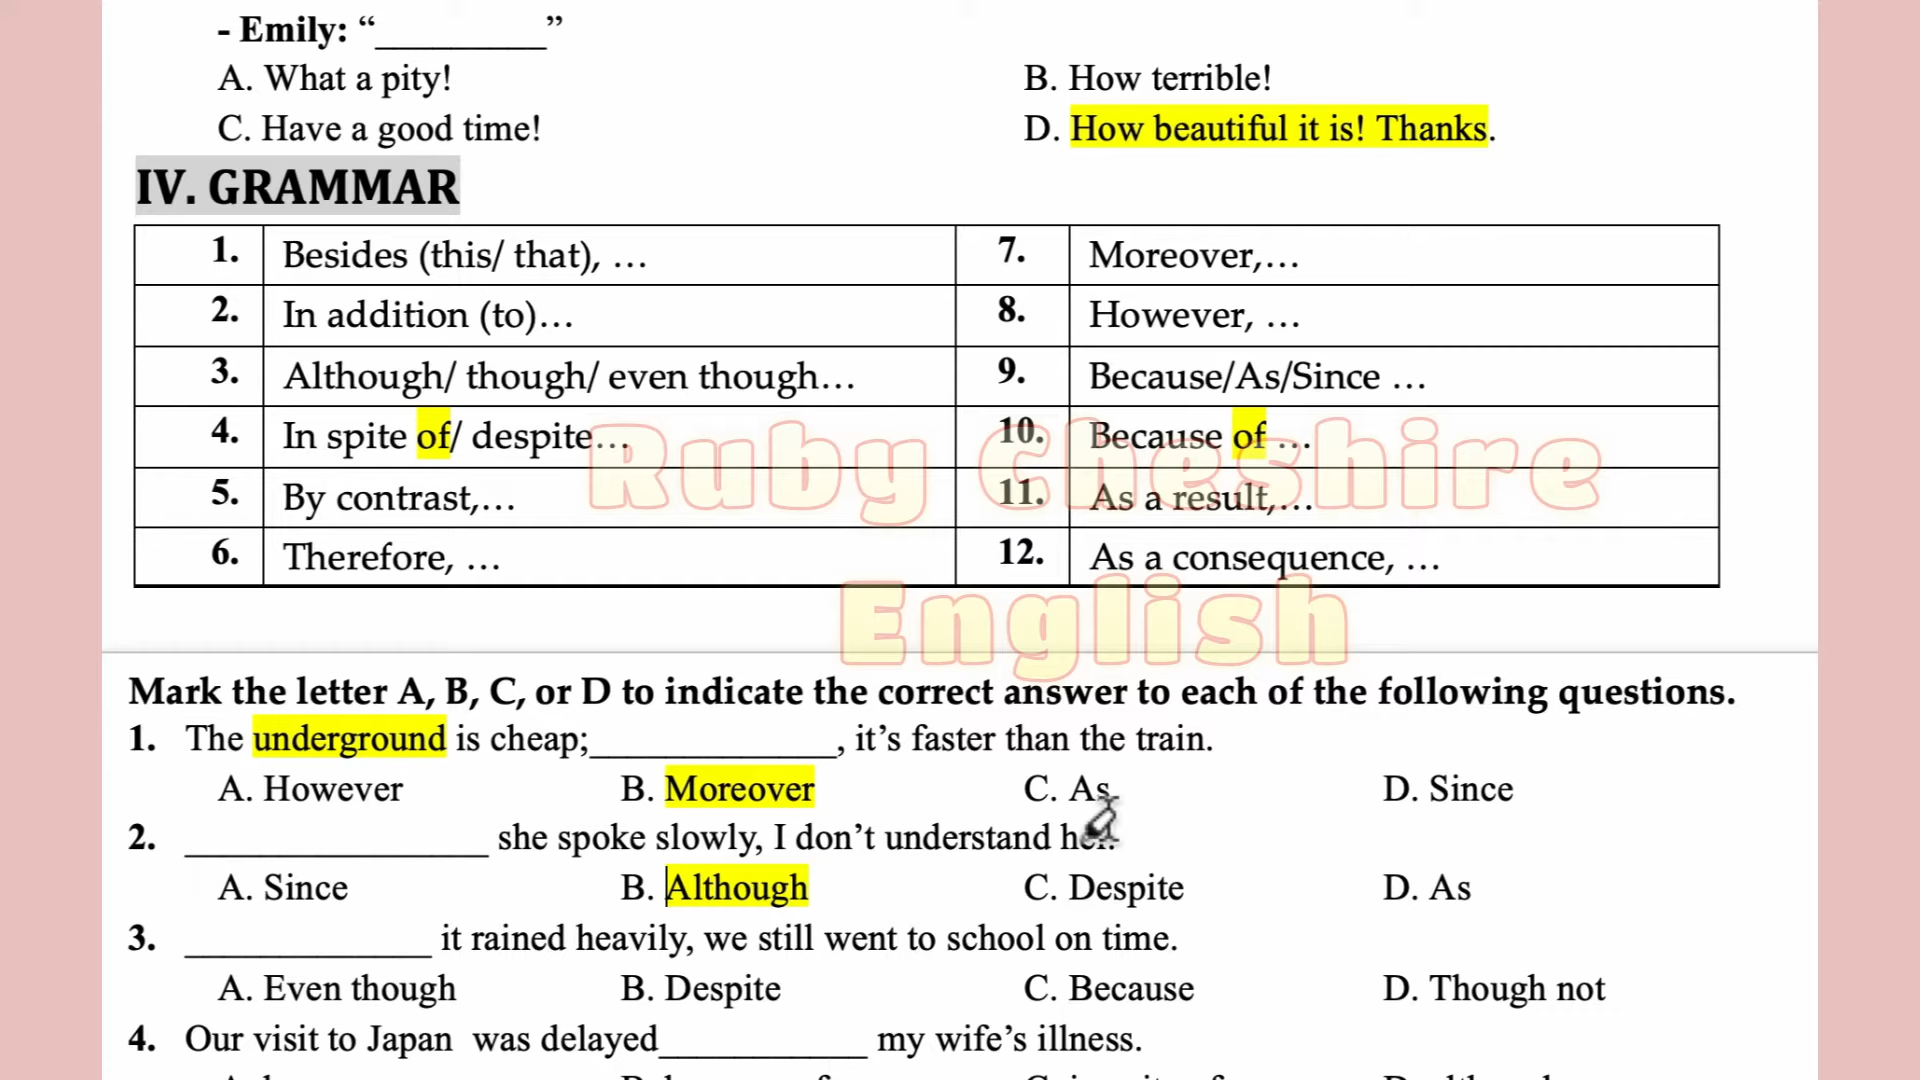 - Emily: “_________”
A. What a pity!
B. How terrible!
C. Have a good time!
D. How beautiful it is! Thanks.
IV. GRAMMAR
1. Besides (this/ that), …
7. Moreover,…
2. In addition (to)…
8. However, …
3. Although/ though/ even though…
9. Because/As/Since …
4. In spite of/ despite…
10. Because of …
5. By contrast,…
11. As a result,…
6. Therefore, …
12. As a consequence, …
Ruby Cheshire
English
Mark the letter A, B, C, or D to indicate the correct answer to each of the following questions.
1. The underground is cheap;_____________, it’s faster than the train.
A. However B. Moreover C. As D. Since
2. ________________ she spoke slowly, I don’t understand her.
A. Since B. Although C. Despite D. As
3. _____________ it rained heavily, we still went to school on time.
A. Even though B. Despite C. Because D. Though not
4. Our visit to Japan was delayed___________ my wife’s illness.